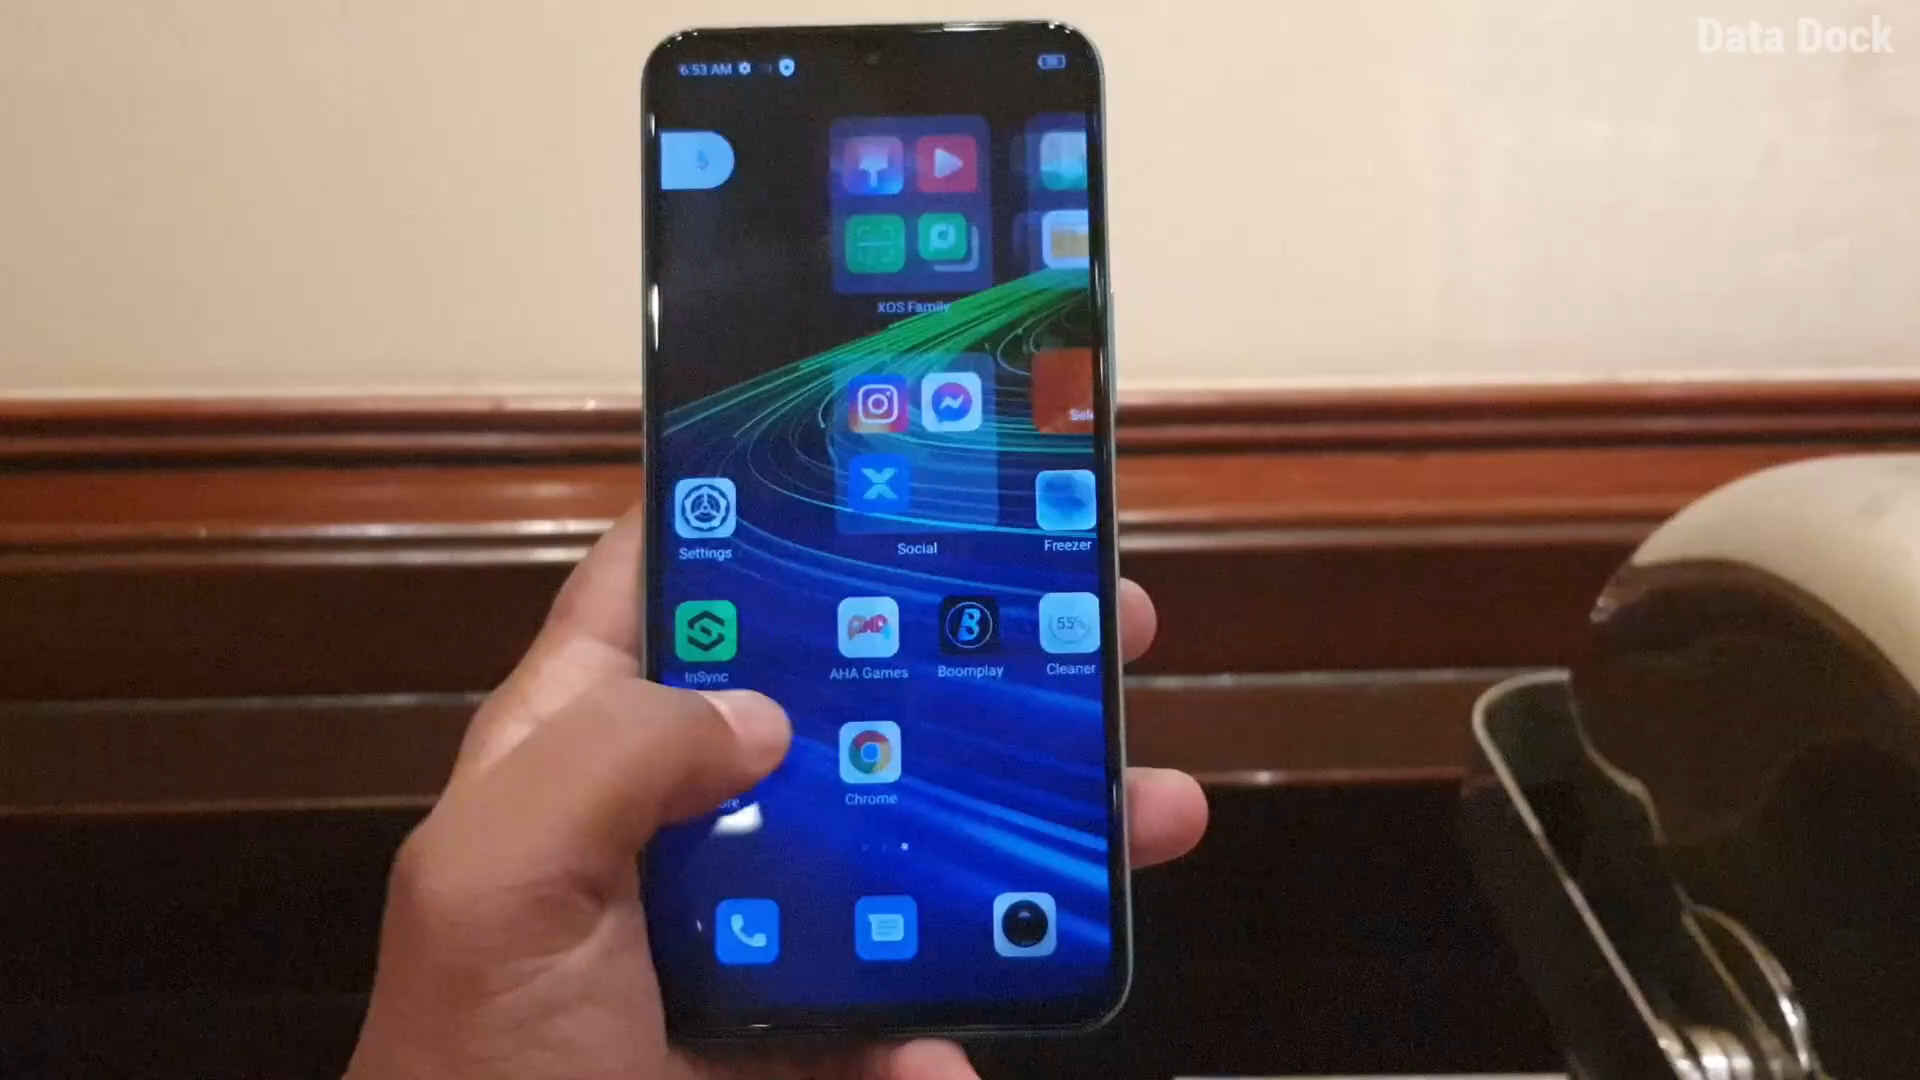 Data Dock
6:53 AM
XOS Family
Settings
Social
Freezer
55%
InSync
AHA Games
Boomplay
Cleaner
Chrome